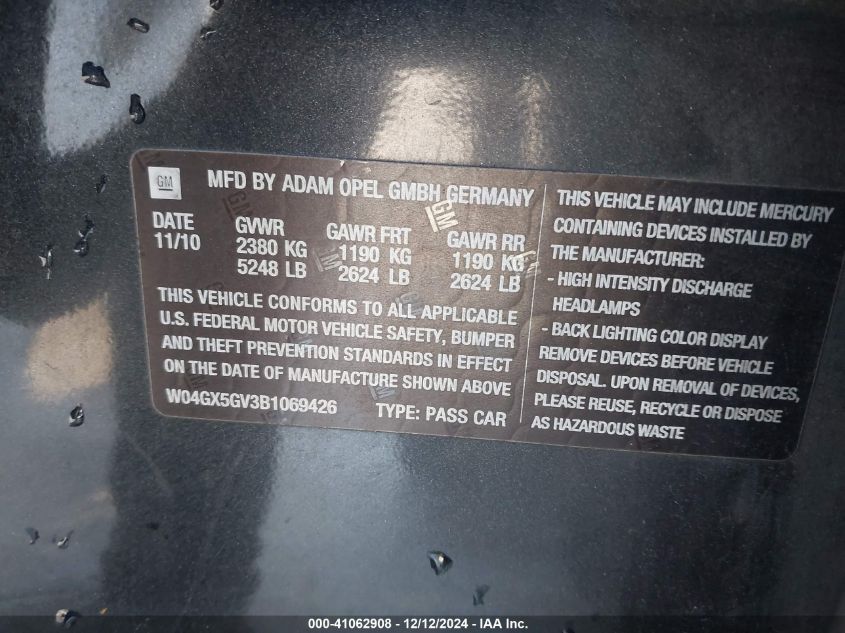 GM
MFD BY ADAM OPEL GMBH GERMANY
DATE GVWR GAWR FRT GAWR RR
11/10 2380 KG 1190 KG 1190 KG
5248 LB 2624 LB 2624 LB
THIS VEHICLE CONFORMS TO ALL APPLICABLE
U.S. FEDERAL MOTOR VEHICLE SAFETY, BUMPER
AND THEFT PREVENTION STANDARDS IN EFFECT
ON THE DATE OF MANUFACTURE SHOWN ABOVE
W04GX5GV3B1069426 TYPE: PASS CAR
THIS VEHICLE MAY INCLUDE MERCURY
CONTAINING DEVICES INSTALLED BY
THE MANUFACTURER:
- HIGH INTENSITY DISCHARGE
HEADLAMPS
- BACK LIGHTING COLOR DISPLAY
REMOVE DEVICES BEFORE VEHICLE
DISPOSAL. UPON REMOVAL OF DEVICES,
PLEASE REUSE, RECYCLE OR DISPOSE
AS HAZARDOUS WASTE
000-41062908 - 12/12/2024 - IAA Inc.